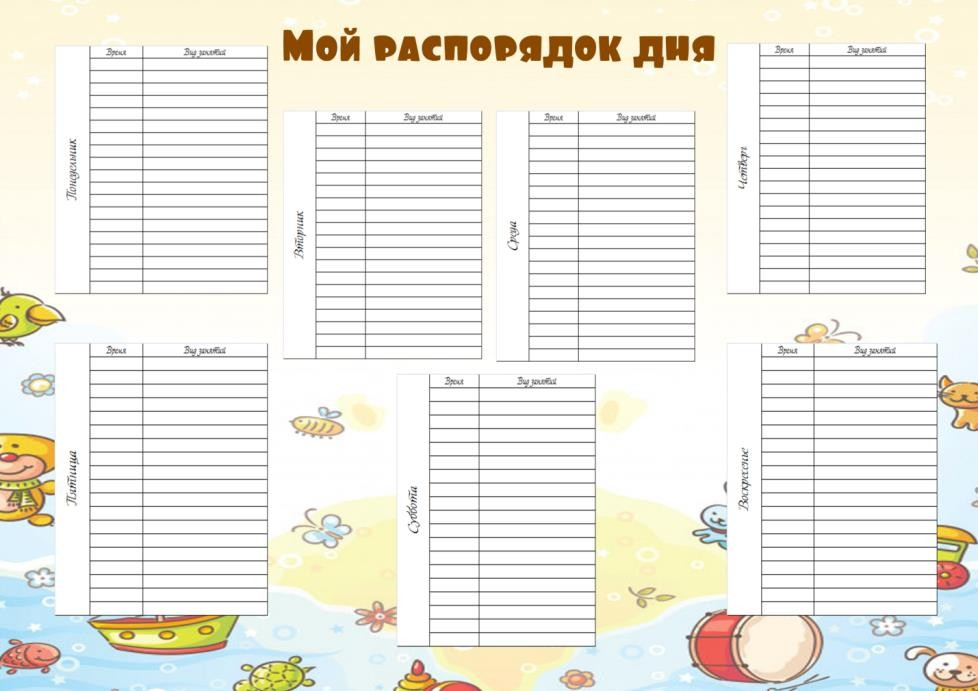 Мой распорядок дня
Понедельник
Время Вид занятий
Вторник
Время Вид занятий
Среда
Время Вид занятий
Четверг
Время Вид занятий
Пятница
Время Вид занятий
Суббота
Время Вид занятий
Воскресенье
Время Вид занятий